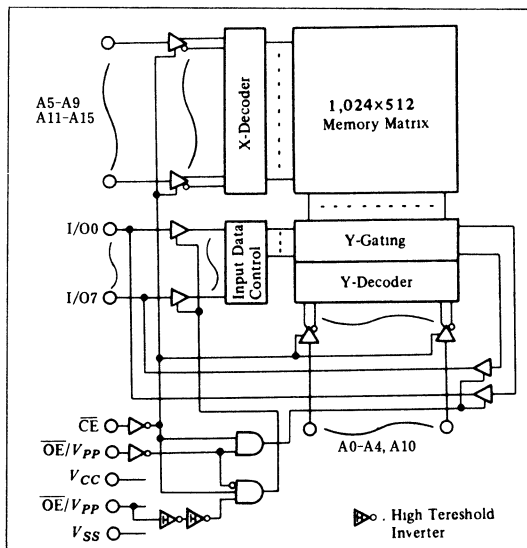 A5-A9
A11-A15
X-Decoder
1,024×512
Memory Matrix
I/O0
I/O7
Input Data
Control
Y-Gating
Y-Decoder
CE
OE/VPP
VCC
OE/VPP
VSS
A0-A4, A10
. High Tereshold
Inverter